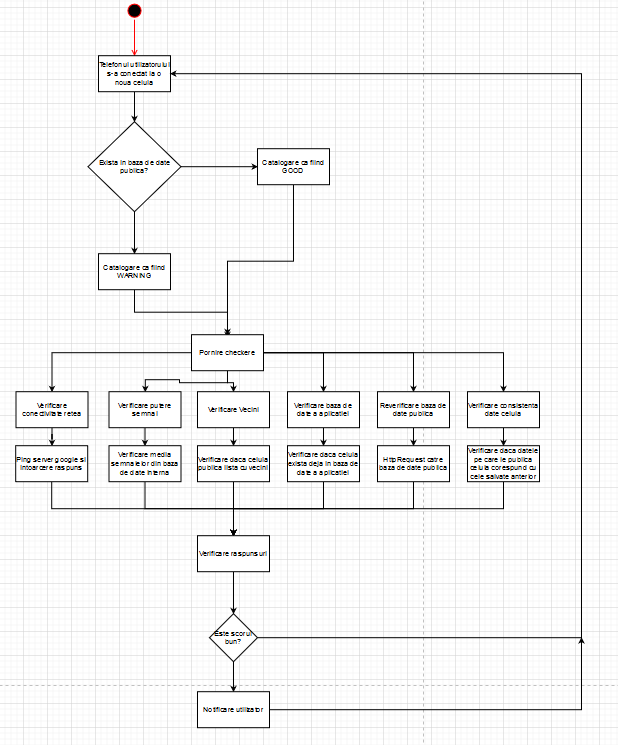 Telefonul utilizatorului
s-a conectat la o
noua celula
Exista in baza de date
publica?
Catalogare ca fiind
GOOD
Catalogare ca fiind
WARNING
Pornire checkere
Verificare
conectivitate retea
Verificare putere
semnal
Verificare Vecini
Verificare baza de
date a aplicatiei
Reverificare baza de
date publica
Verificare consistenta
date celula
Ping server google si
intoarcere raspuns
Verificare media
semnalelor din baza
de date interna
Verificare daca celula
publica lista cu vecini
Verificare daca celula
exista deja in baza de
date a aplicatiei
HttpRequest catre
baza de date publica
Verificare daca datele
pe care le publica
celula corespund cu
cele salvate anterior
Verificare raspunsuri
Este scorul
bun?
Notificare utilizator